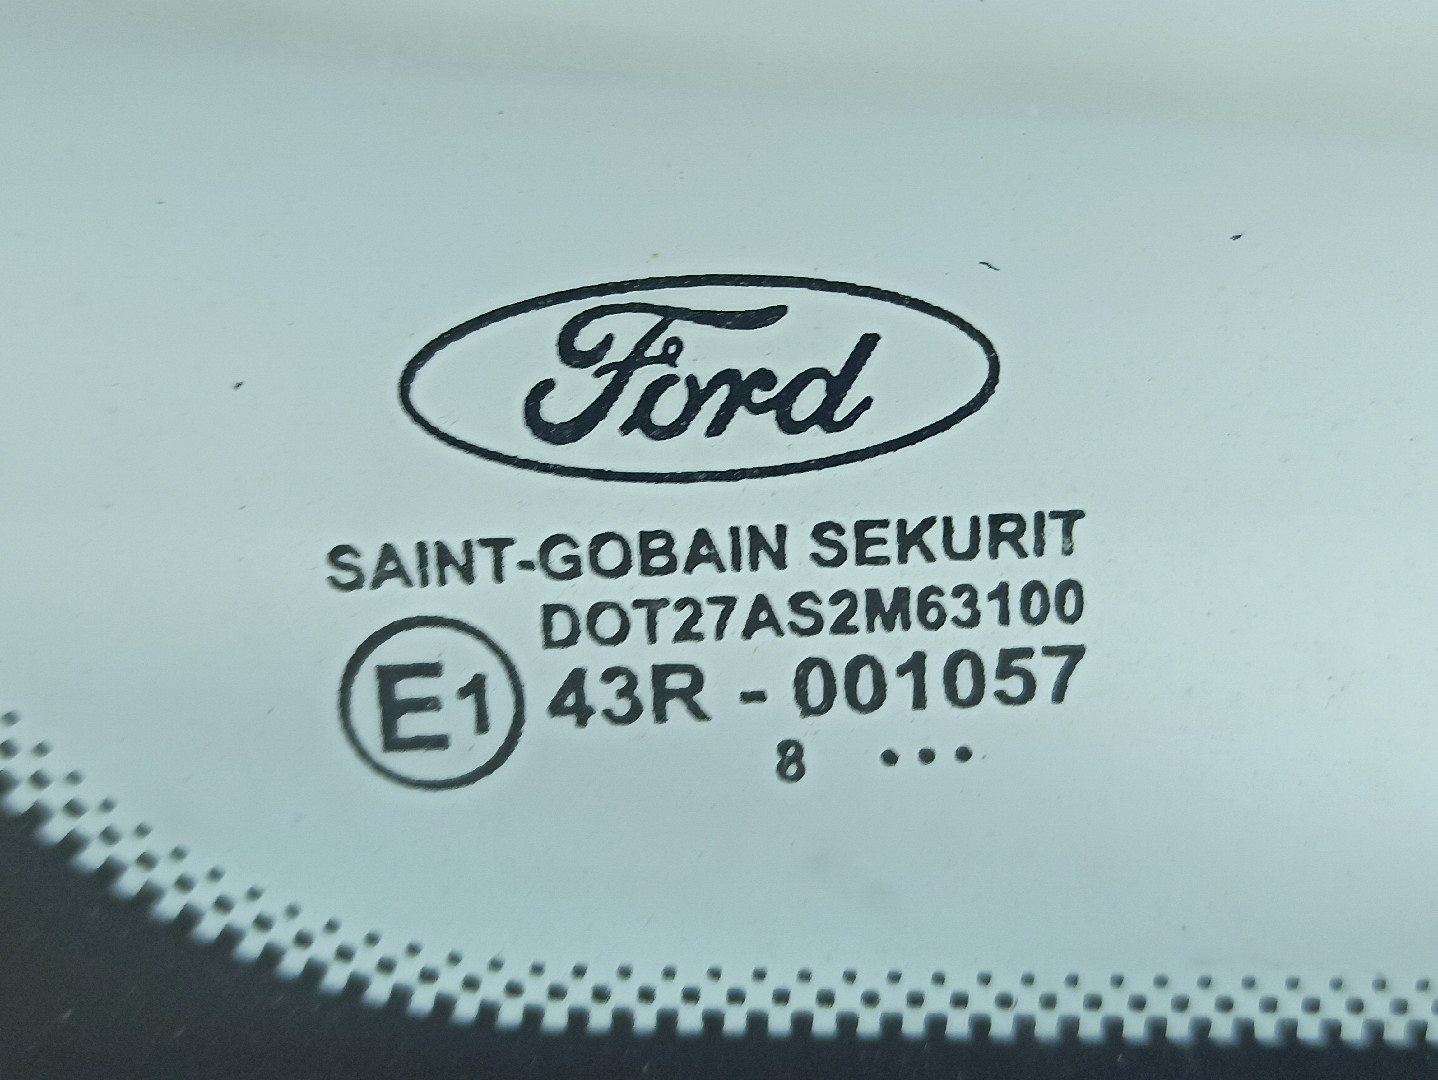 Ford
SAINT-GOBAIN SEKURIT
DOT27AS2M63100
E1 43R - 001057
8 •••